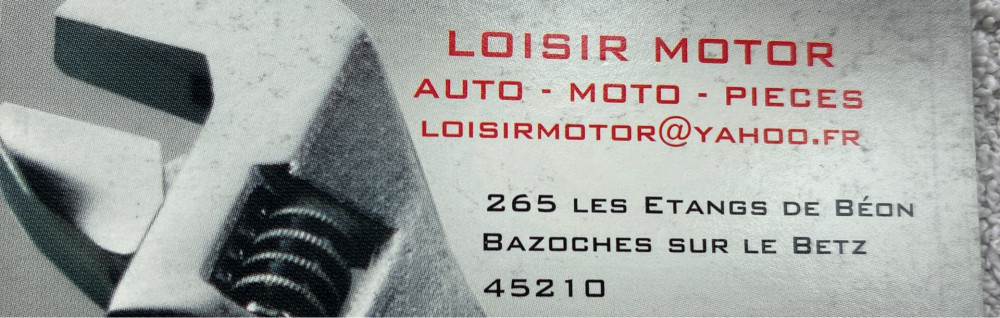 LOISIR MOTOR
AUTO - MOTO - PIECES
LOISIRMOTOR@YAHOO.FR
265 LES ETANGS DE BÉON
BAZOCHES SUR LE BETZ
45210